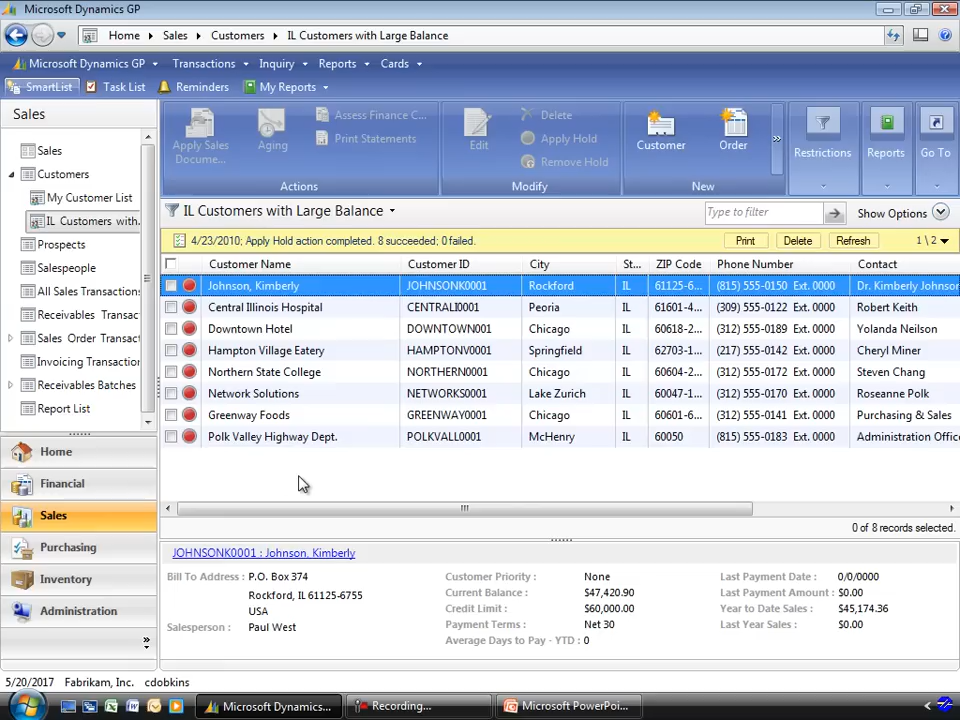 Microsoft Dynamics GP
Home Sales Customers IL Customers with Large Balance
Microsoft Dynamics GP Transactions Inquiry Reports Cards
SmartList Task List Reminders My Reports
Sales
Sales
Customers
My Customer List
IL Customers with.
Prospects
Salespeople
All Sales Transaction
Receivables Transac
Sales Order Transac
Invoicing Transaction
Receivables Batches
Report List
Home
Financial
Sales
Purchasing
Inventory
Administration
Apply Sales
Docume...
Aging
Assess Finance C...
Print Statements
Actions
Edit
Delete
Apply Hold
Remove Hold
Modify
Customer
Order
New
Restrictions
Reports
Go To
IL Customers with Large Balance
Type to filter
Show Options
4/23/2010; Apply Hold action completed. 8 succeeded; 0 failed.
Print Delete Refresh 1 \ 2
Customer Name Customer ID City St... ZIP Code Phone Number Contact
Johnson, Kimberly JOHNSONK0001 Rockford IL 61125-6... (815) 555-0150 Ext. 0000 Dr. Kimberly Johnson
Central Illinois Hospital CENTRALI0001 Peoria IL 61601-4... (309) 555-0122 Ext. 0000 Robert Keith
Downtown Hotel DOWNTOWN001 Chicago IL 60618-2... (312) 555-0189 Ext. 0000 Yolanda Neilson
Hampton Village Eatery HAMPTONV0001 Springfield IL 62703-1... (217) 555-0142 Ext. 0000 Cheryl Miner
Northern State College NORTHERN0001 Chicago IL 60604-2... (312) 555-0172 Ext. 0000 Steven Chang
Network Solutions NETWORKS0001 Lake Zurich IL 60047-1... (312) 555-0170 Ext. 0000 Roseanne Polk
Greenway Foods GREENWAY0001 Chicago IL 60601-6... (312) 555-0141 Ext. 0000 Purchasing & Sales
Polk Valley Highway Dept. POLKVALL0001 McHenry IL 60050 (815) 555-0183 Ext. 0000 Administration Office
0 of 8 records selected.
JOHNSONK0001 : Johnson, Kimberly
Bill To Address : P.O. Box 374
Rockford, IL 61125-6755
USA
Salesperson : Paul West
Customer Priority : None
Current Balance : $47,420.90
Credit Limit : $60,000.00
Payment Terms : Net 30
Average Days to Pay - YTD : 0
Last Payment Date : 0/0/0000
Last Payment Amount : $0.00
Year to Date Sales : $45,174.36
Last Year Sales : $0.00
5/20/2017 Fabrikam, Inc. cdobkins
Microsoft Dynamics... Recording... Microsoft PowerPoi...